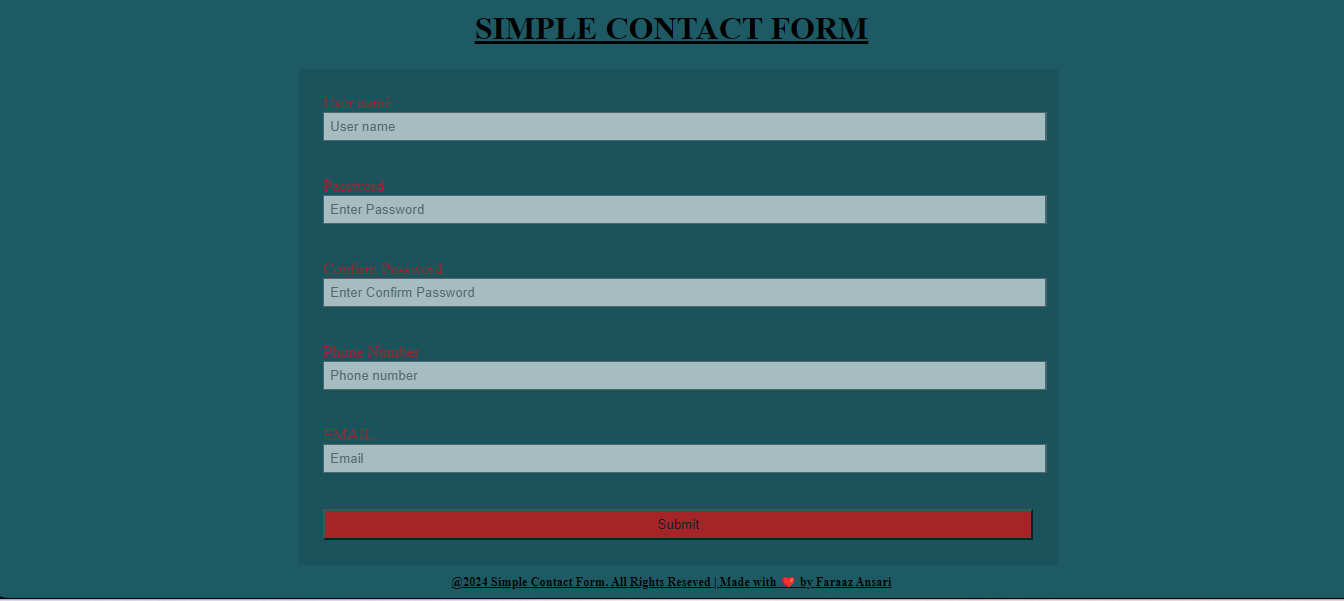 SIMPLE CONTACT FORM
User name
User name
Password
Enter Password
Confirm Password
Enter Confirm Password
Phone Number
Phone number
EMAIL
Email
Submit
@2024 Simple Contact Form. All Rights Reseved | Made with ❤️ by Faraaz Ansari